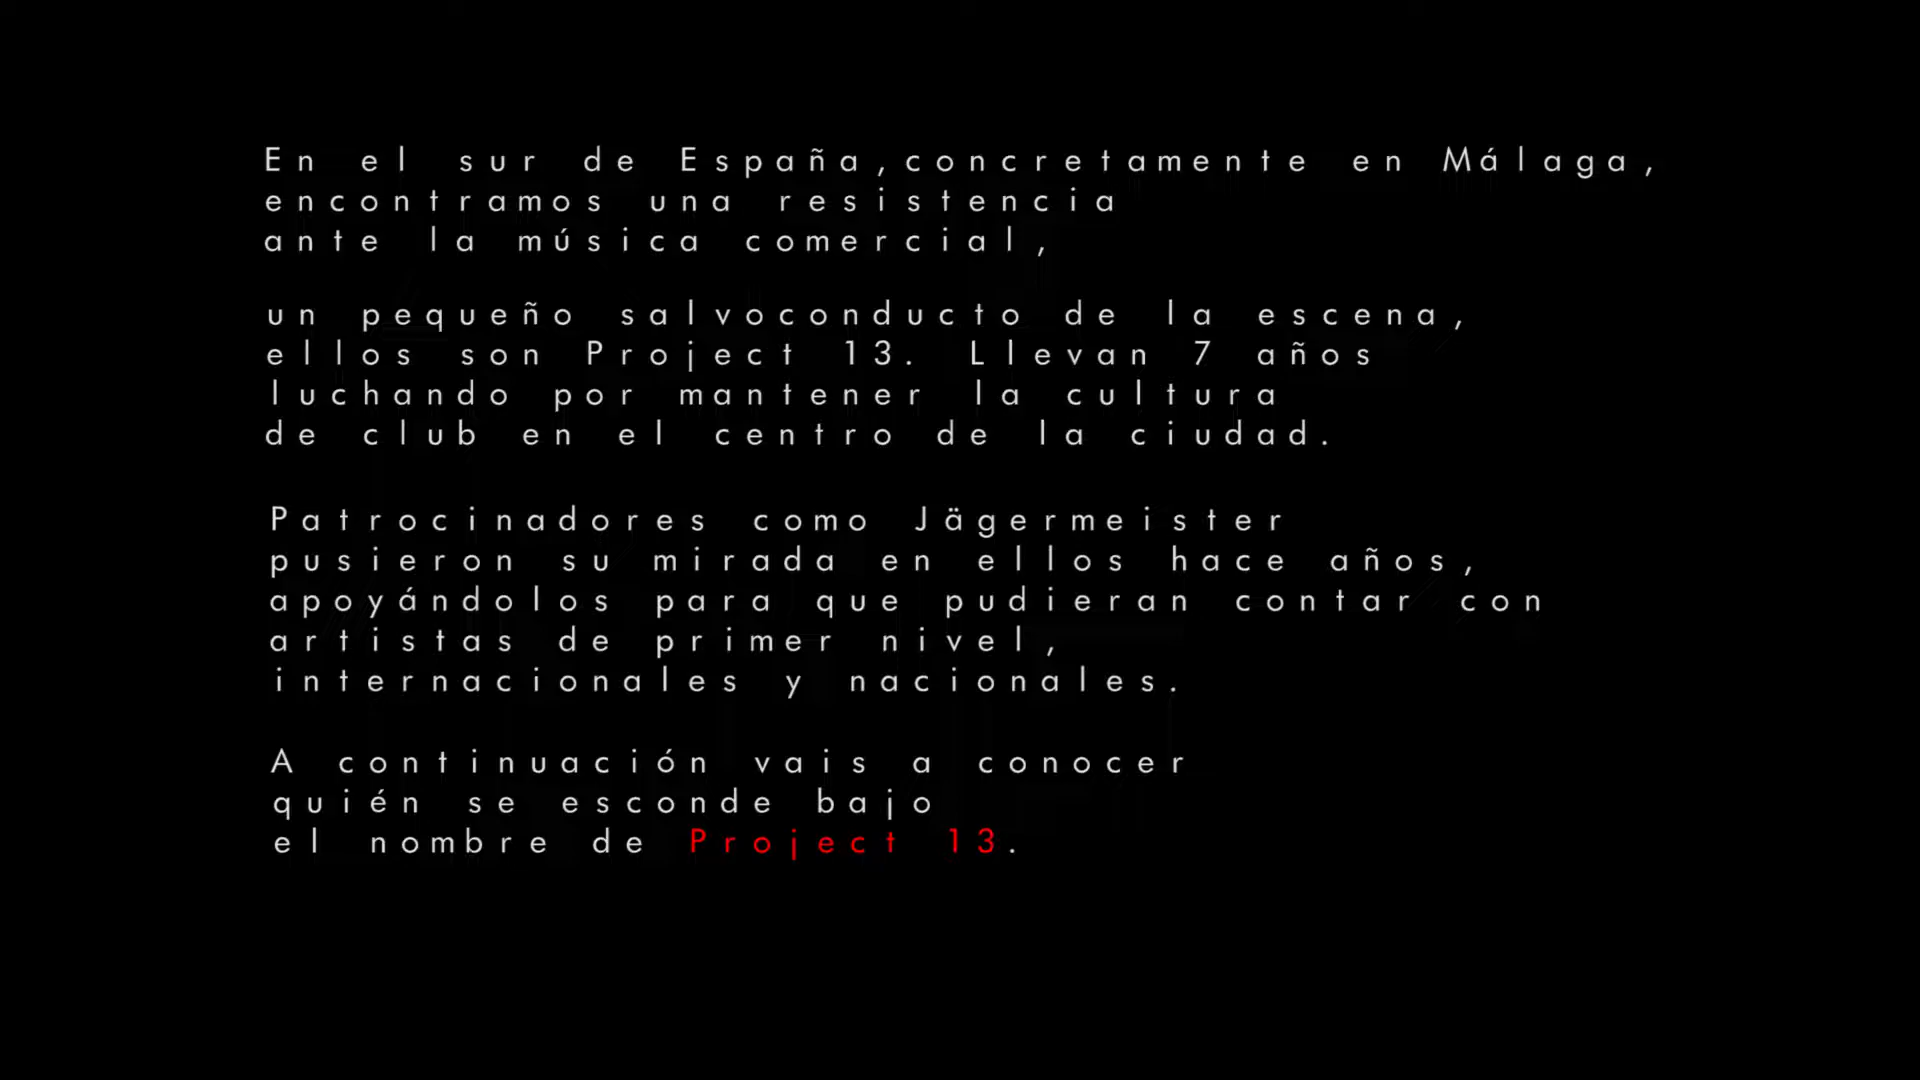 En el sur de España,concretamente en Málaga,
encontramos una resistencia
ante la música comercial,
un pequeño salvoconducto de la escena,
ellos son Project 13. Llevan 7 años
luchando por mantener la cultura
de club en el centro de la ciudad.
Patrocinadores como Jägermeister
pusieron su mirada en ellos hace años,
apoyándolos para que pudieran contar con
artistas de primer nivel,
internacionales y nacionales.
A continuación vais a conocer
quién se esconde bajo
el nombre de Project 13.